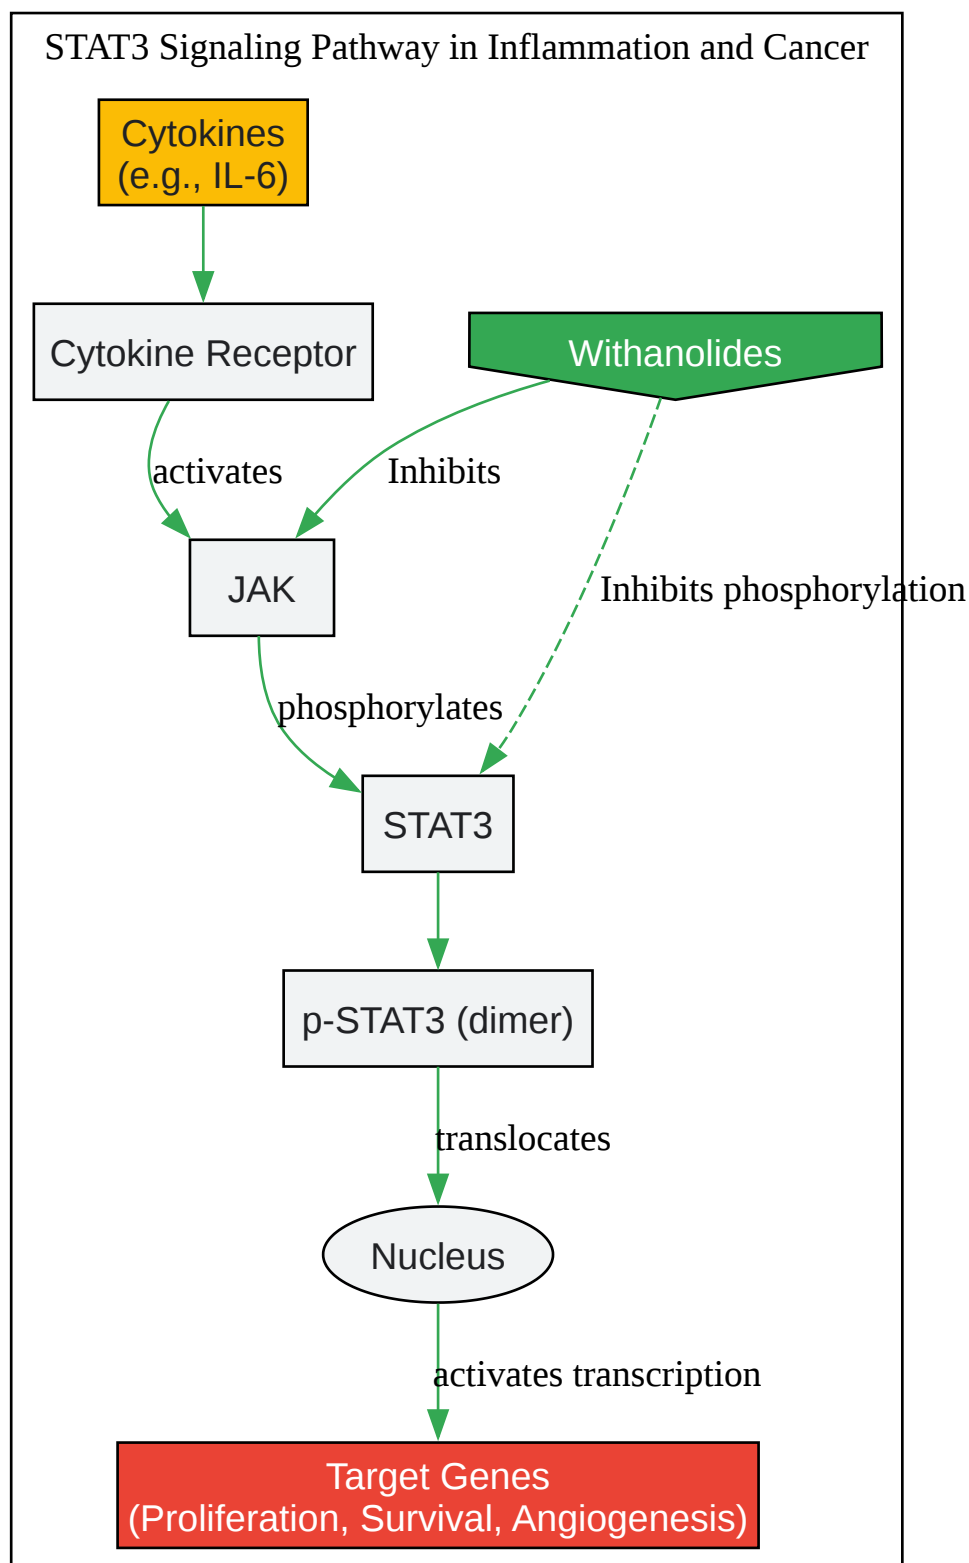 STAT3 Signaling Pathway in Inflammation and Cancer
Cytokines
(e.g., IL-6)
Cytokine Receptor
Withanolides
activates
Inhibits
JAK
Inhibits phosphorylation
phosphorylates
STAT3
p-STAT3 (dimer)
translocates
Nucleus
activates transcription
Target Genes
(Proliferation, Survival, Angiogenesis)